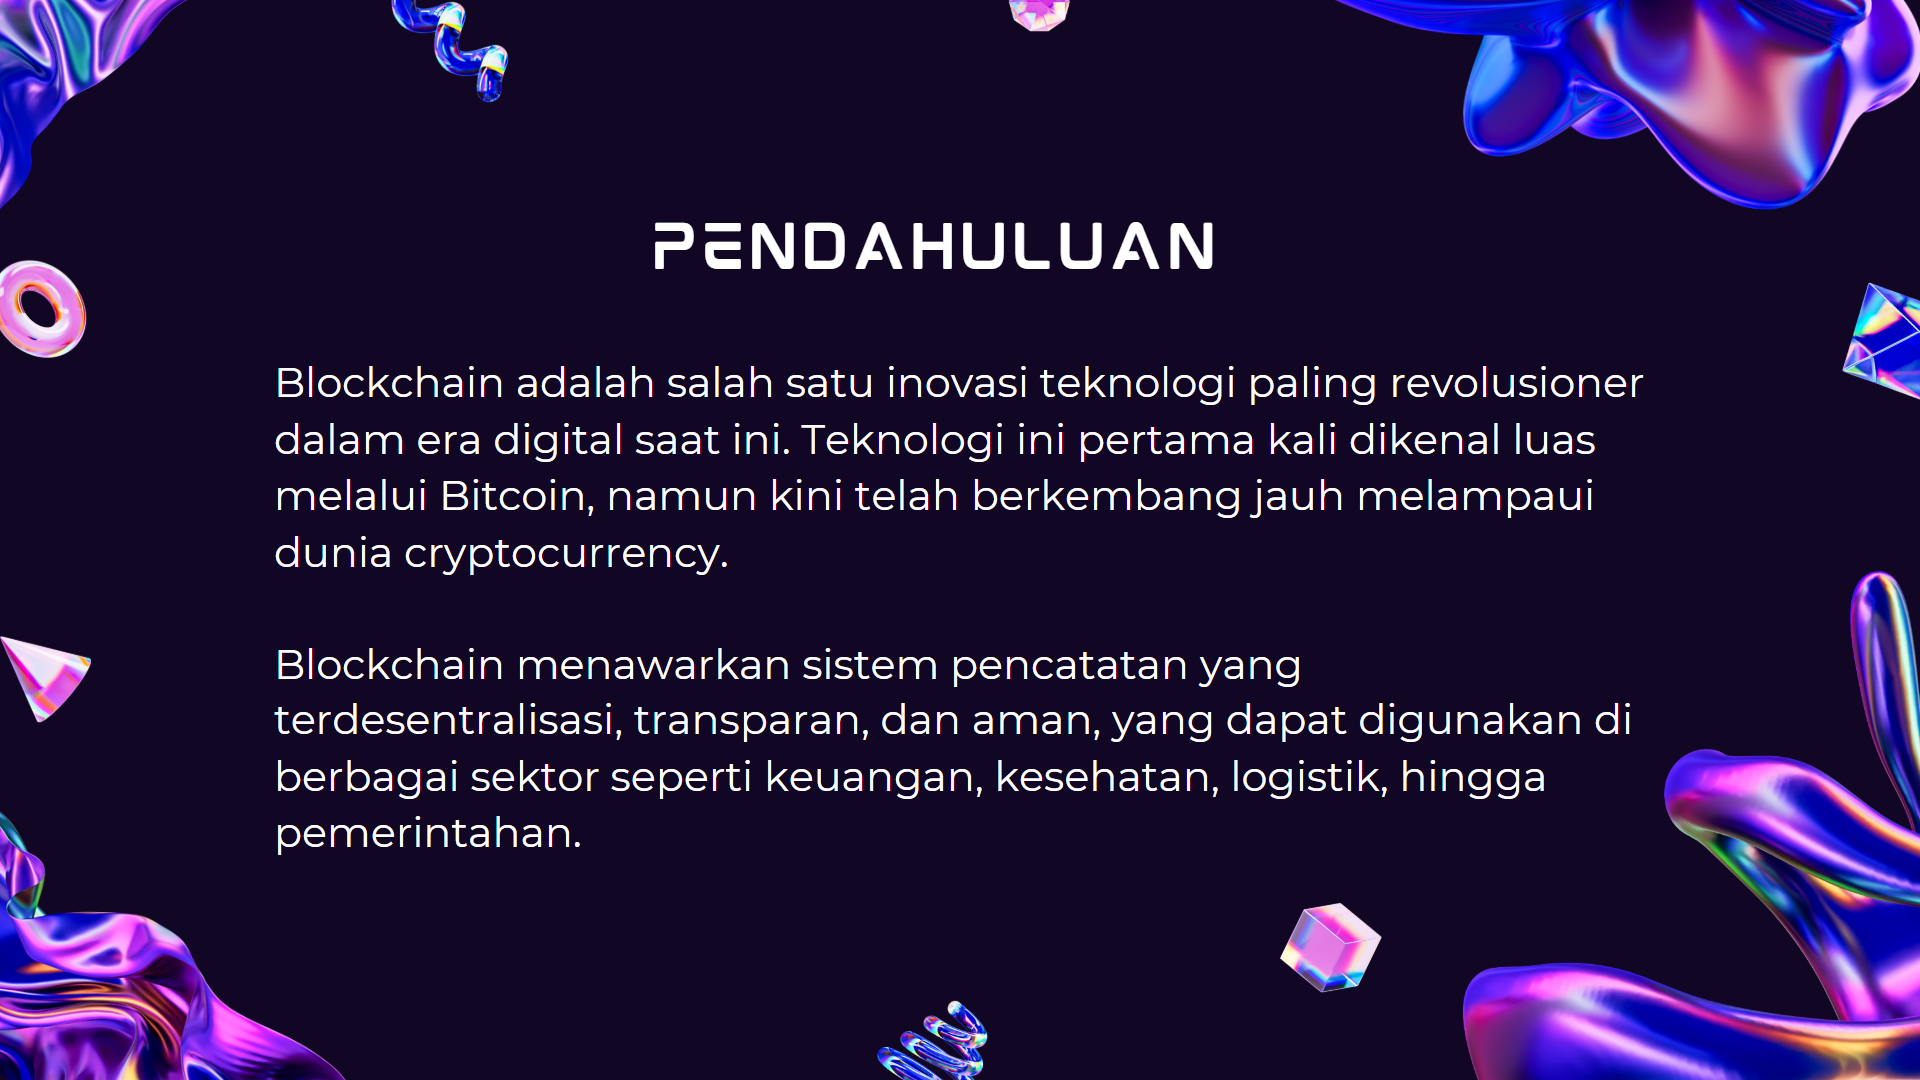 PENDAHULUAN
Blockchain adalah salah satu inovasi teknologi paling revolusioner
dalam era digital saat ini. Teknologi ini pertama kali dikenal luas
melalui Bitcoin, namun kini telah berkembang jauh melampaui
dunia cryptocurrency.
Blockchain menawarkan sistem pencatatan yang
terdesentralisasi, transparan, dan aman, yang dapat digunakan di
berbagai sektor seperti keuangan, kesehatan, logistik, hingga
pemerintahan.